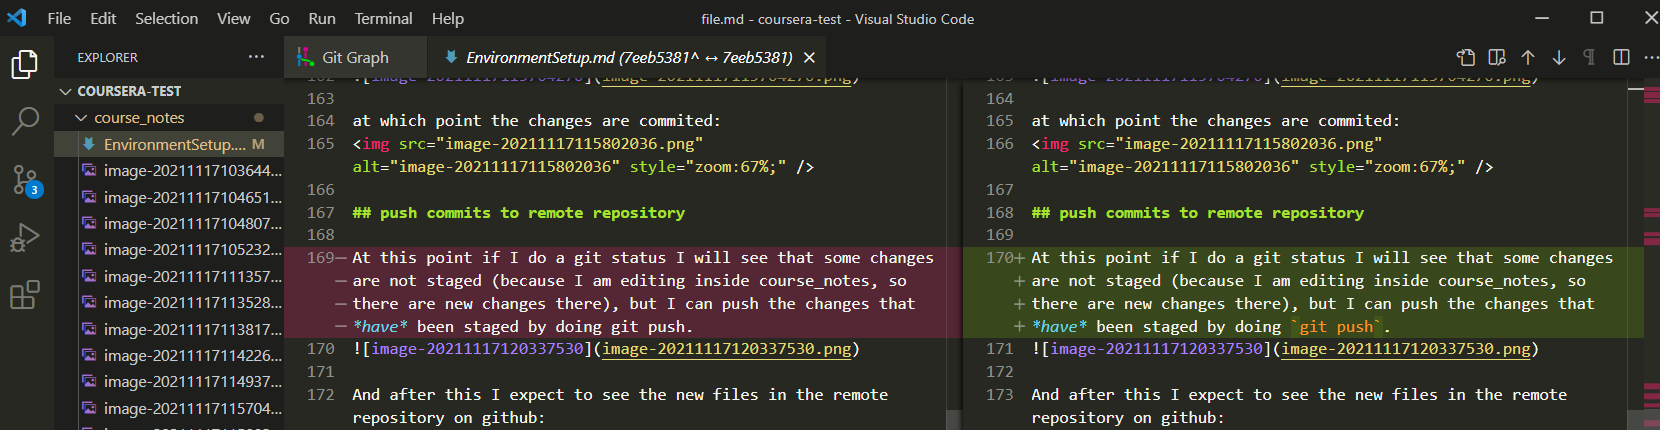 File Edit Selection View Go Run Terminal Help file.md - coursera-test - Visual Studio Code
EXPLORER ...
Git Graph
EnvironmentSetup.md (7eeb5381^ ↔ 7eeb5381)
COURSERA-TEST
course_notes
EnvironmentSetup.... M
image-20211117103644...
image-20211117104651...
image-20211117104807...
image-20211117105232...
image-20211117111357...
image-20211117113528...
image-20211117113817...
image-20211117114226...
image-20211117114937...
image-20211117115704...
3
163
164 at which point the changes are commited:
165 <img src="image-20211117115802036.png"
alt="image-20211117115802036" style="zoom:67%;" />
166
167 ## push commits to remote repository
168
169— At this point if I do a git status I will see that some changes
— are not staged (because I am editing inside course_notes, so
— there are new changes there), but I can push the changes that
— *have* been staged by doing git push.
170 ![image-20211117120337530](image-20211117120337530.png)
171
172 And after this I expect to see the new files in the remote
repository on github:
164
165 at which point the changes are commited:
166 <img src="image-20211117115802036.png"
alt="image-20211117115802036" style="zoom:67%;" />
167
168 ## push commits to remote repository
169
170+ At this point if I do a git status I will see that some changes
+ are not staged (because I am editing inside course_notes, so
+ there are new changes there), but I can push the changes that
+ *have* been staged by doing `git push`.
171 ![image-20211117120337530](image-20211117120337530.png)
172
173 And after this I expect to see the new files in the remote
repository on github: